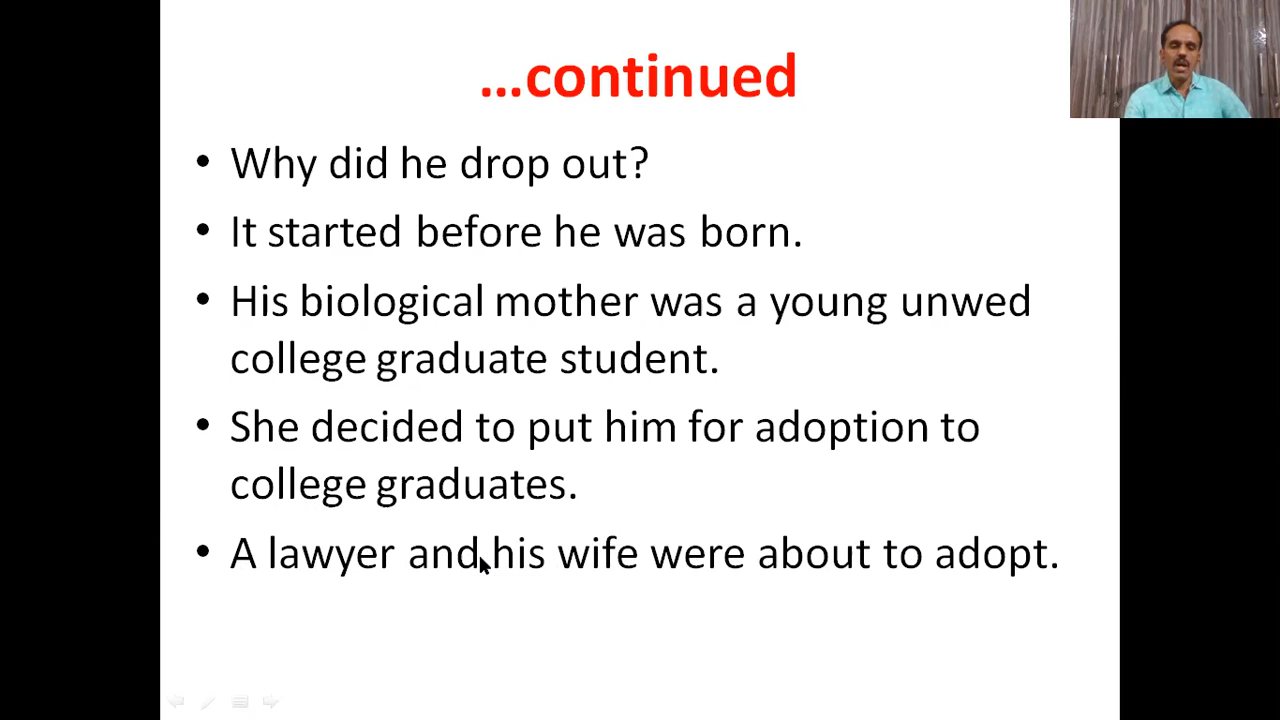 ...continued
• Why did he drop out?
• It started before he was born.
• His biological mother was a young unwed
college graduate student.
• She decided to put him for adoption to
college graduates.
• A lawyer and his wife were about to adopt.